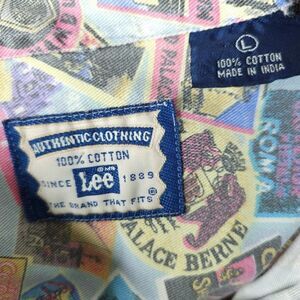 L
100% COTTON
MADE IN INDIA
AUTHENTIC CLOTHING
100% COTTON
SINCE Lee ® MR 1889
THE BRAND THAT FITS ®
ROMA
PALACE BERNE